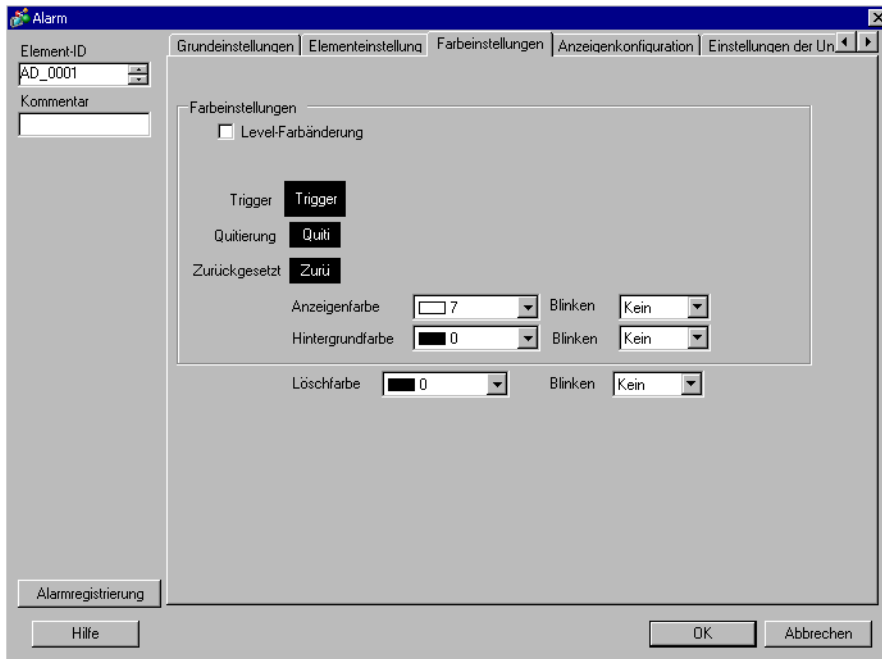 Alarm
Element-ID
AD_0001
Kommentar
Grundeinstellungen
Elementeinstellung
Farbeinstellungen
Anzeigenkonfiguration
Einstellungen der Un
Farbeinstellungen
Level-Farbänderung
Trigger Trigger
Quitierung Quiti
Zurückgesetzt Zurü
Anzeigenfarbe 7 Blinken Kein
Hintergrundfarbe 0 Blinken Kein
Löschfarbe 0 Blinken Kein
Alarmregistrierung
Hilfe
OK
Abbrechen